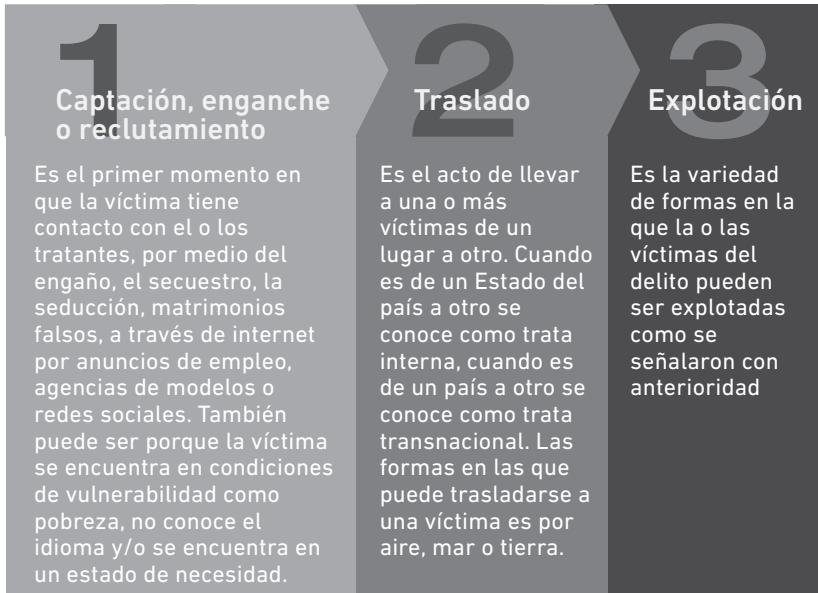 1
Captación, enganche
o reclutamiento
Es el primer momento en
que la víctima tiene
contacto con el o los
tratantes, por medio del
engaño, el secuestro, la
seducción, matrimonios
falsos, a través de internet
por anuncios de empleo,
agencias de modelos o
redes sociales. También
puede ser porque la víctima
se encuentra en condiciones
de vulnerabilidad como
pobreza, no conoce el
idioma y/o se encuentra en
un estado de necesidad.
2
Traslado
Es el acto de llevar
a una o más
víctimas de un
lugar a otro. Cuando
es de un Estado del
país a otro se
conoce como trata
interna, cuando es
de un país a otro se
conoce como trata
transnacional. Las
formas en las que
puede trasladarse a
una víctima es por
aire, mar o tierra.
3
Explotación
Es la variedad
de formas en la
que la o las
víctimas del
delito pueden
ser explotadas
como se
señalaron con
anterioridad